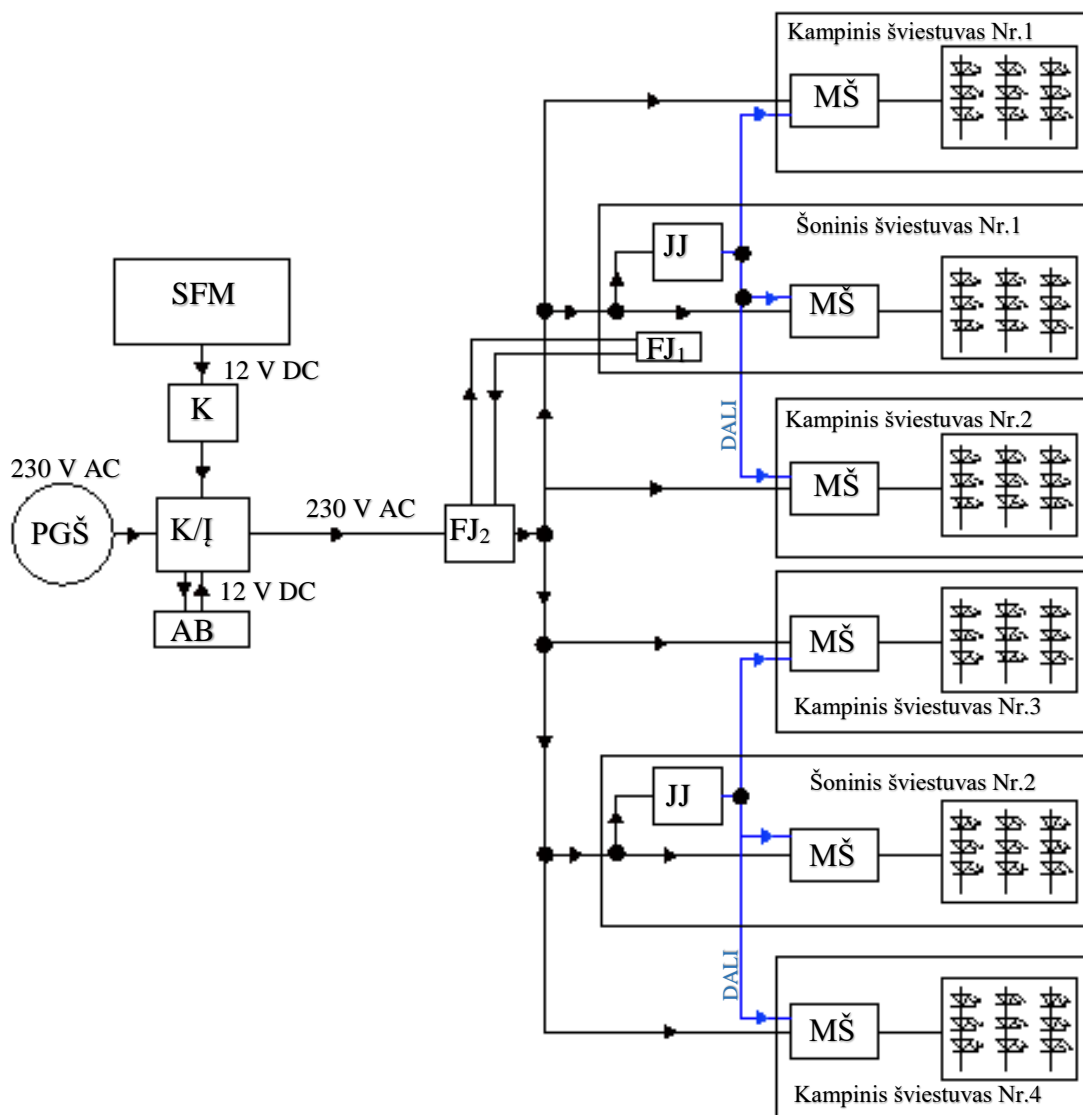 Kampinis šviestuvas Nr.1
MŠ
Šoninis šviestuvas Nr.1
JJ
MŠ
FJ₁
SFM
12 V DC
K
230 V AC
PGŠ
K/Į
230 V AC
FJ₂
12 V DC
AB
DALI
Kampinis šviestuvas Nr.2
MŠ
MŠ
Kampinis šviestuvas Nr.3
Šoninis šviestuvas Nr.2
JJ
MŠ
DALI
MŠ
Kampinis šviestuvas Nr.4